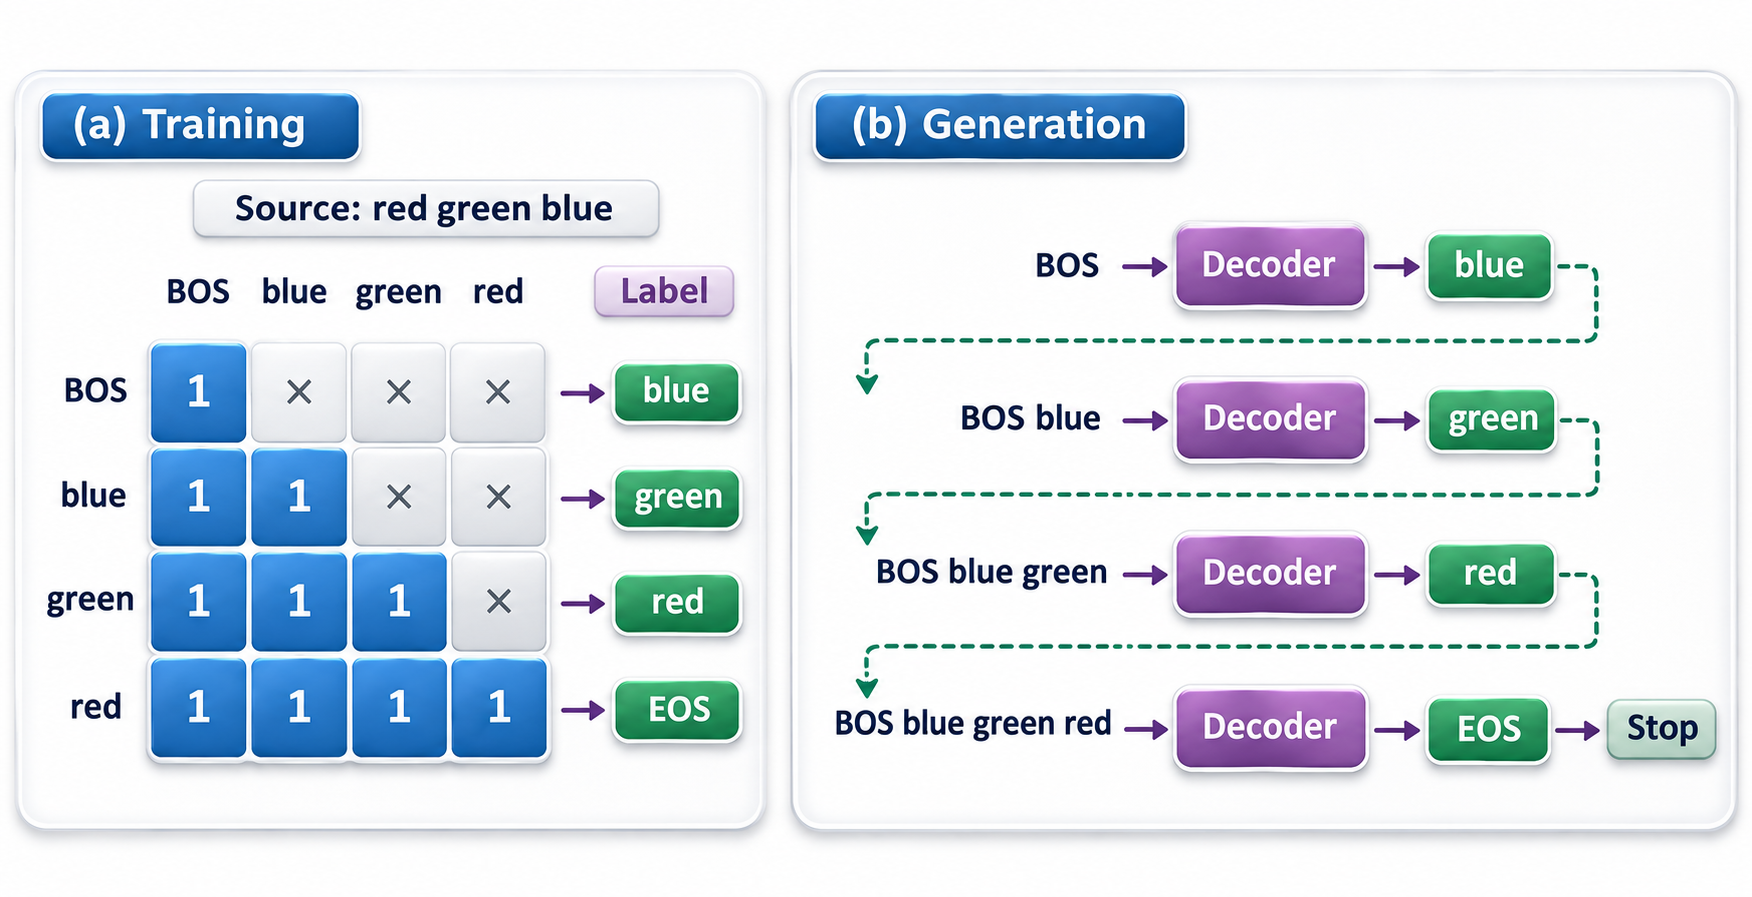 (a) Training
Source: red green blue
BOS blue green red Label
BOS 1 × × × blue
blue 1 1 × × green
green 1 1 1 × red
red 1 1 1 1 EOS
(b) Generation
BOS Decoder blue
BOS blue Decoder green
BOS blue green Decoder red
BOS blue green red Decoder EOS Stop